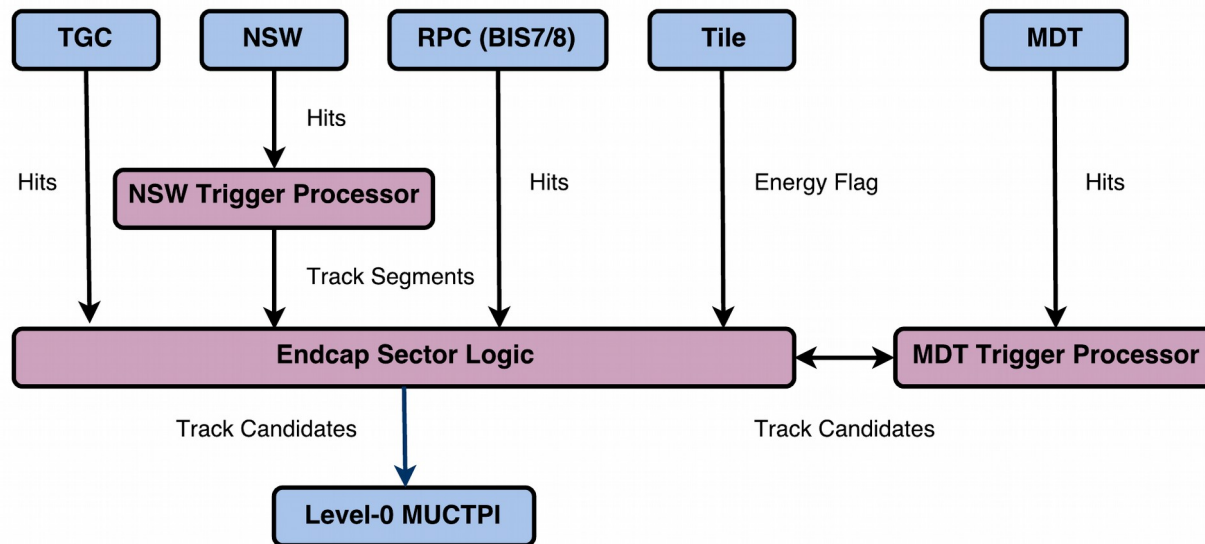 TGC
NSW
RPC (BIS7/8)
Tile
MDT
Hits
Hits
NSW Trigger Processor
Hits
Energy Flag
Hits
Track Segments
Endcap Sector Logic
MDT Trigger Processor
Track Candidates
Track Candidates
Level-0 MUCTPI